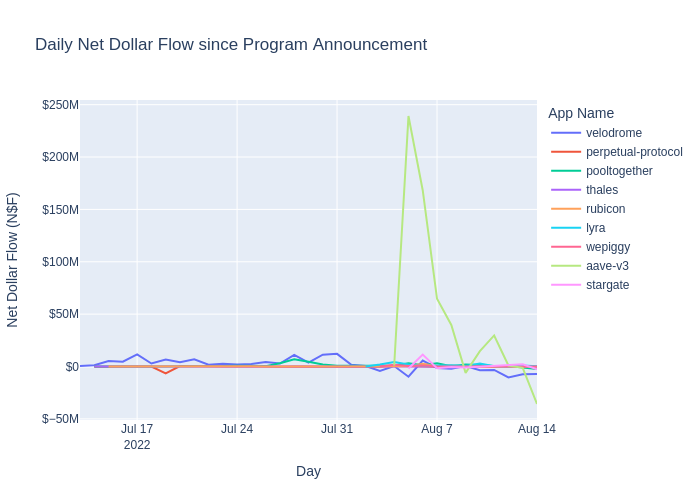 Daily Net Dollar Flow since Program Announcement
$250M
$200M
$150M
$100M
$50M
$0
$−50M
Net Dollar Flow (N$F)
Jul 17
2022
Jul 24
Jul 31
Aug 7
Aug 14
Day
App Name
velodrome
perpetual-protocol
pooltogether
thales
rubicon
lyra
wepiggy
aave-v3
stargate